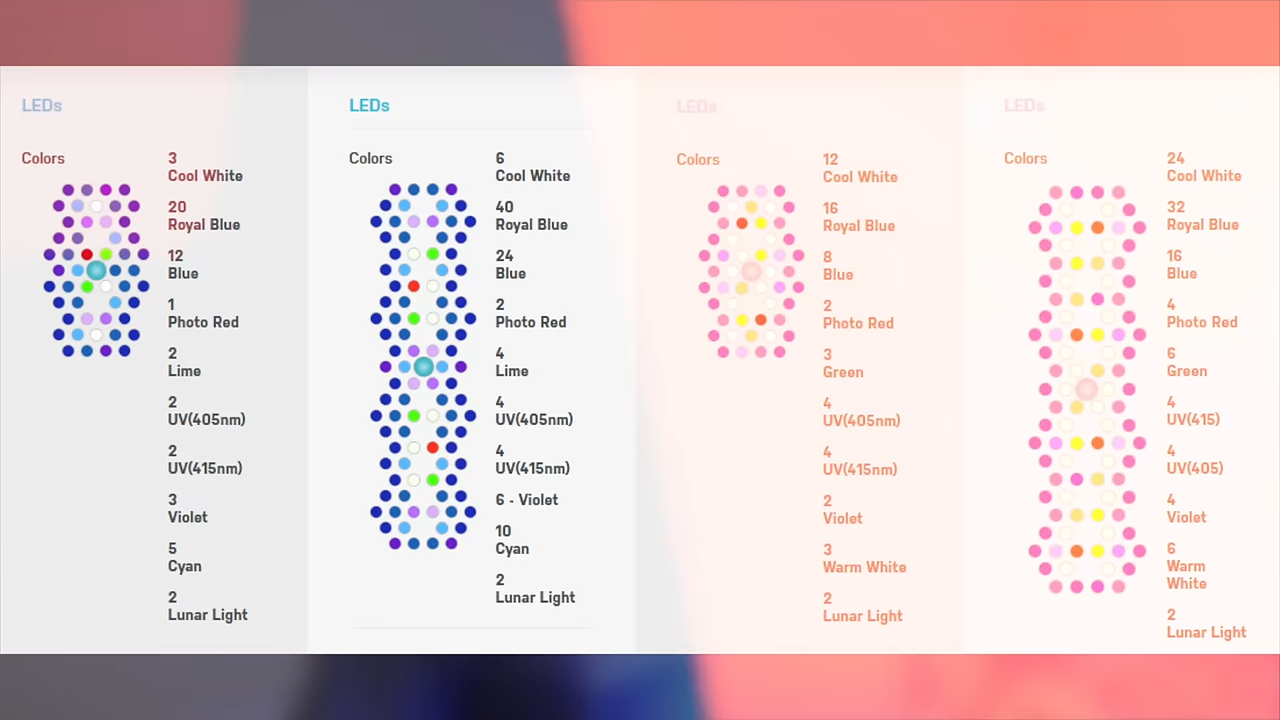 LEDs
Colors
3
Cool White
20
Royal Blue
12
Blue
1
Photo Red
2
Lime
2
UV(405nm)
2
UV(415nm)
3
Violet
5
Cyan
2
Lunar Light
LEDs
Colors
6
Cool White
40
Royal Blue
24
Blue
2
Photo Red
4
Lime
4
UV(405nm)
4
UV(415nm)
6 - Violet
10
Cyan
2
Lunar Light
LEDs
Colors
12
Cool White
16
Royal Blue
8
Blue
2
Photo Red
3
Green
4
UV(405nm)
4
UV(415nm)
2
Violet
3
Warm White
2
Lunar Light
LEDs
Colors
24
Cool White
32
Royal Blue
16
Blue
4
Photo Red
6
Green
4
UV(415)
4
UV(405)
4
Violet
6
Warm
White
2
Lunar Light